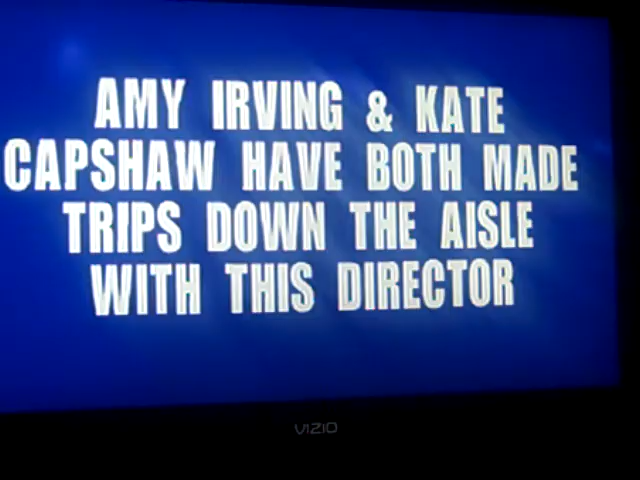 AMY IRVING & KATE
CAPSHAW HAVE BOTH MADE
TRIPS DOWN THE AISLE
WITH THIS DIRECTOR
VIZIO